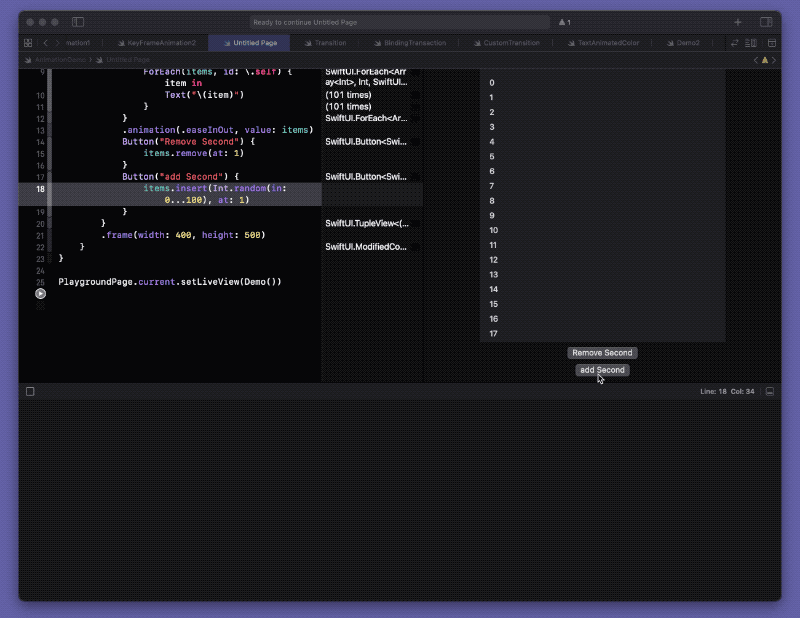 Ready to continue Untitled Page
1
mation1
KeyFrameAnimation2
Untitled Page
Transition
BindingTransaction
CustomTransition
TextAnimatedColor
Demo2
AnimationDemo
Untitled Page
9 ForEach(items, id: \.self) {
item in
10 Text("\(item)")
11 }
12 }
13 .animation(.easeInOut, value: items)
14 Button("Remove Second") {
15 items.remove(at: 1)
16 }
17 Button("add Second") {
18 items.insert(Int.random(in:
0...100), at: 1)
19 }
20 }
21 .frame(width: 400, height: 500)
22 }
23 }
24
25 PlaygroundPage.current.setLiveView(Demo())
SwiftUI.ForEach<Arr
ay<Int>, Int, SwiftUI...
(101 times)
(101 times)
SwiftUI.ForEach<Ar...
SwiftUI.Button<Swi...
SwiftUI.Button<Swi...
SwiftUI.TupleView<(...
SwiftUI.ModifiedCo...
0
1
2
3
4
5
6
7
8
9
10
11
12
13
14
15
16
17
Remove Second
add Second
Line: 18 Col: 34